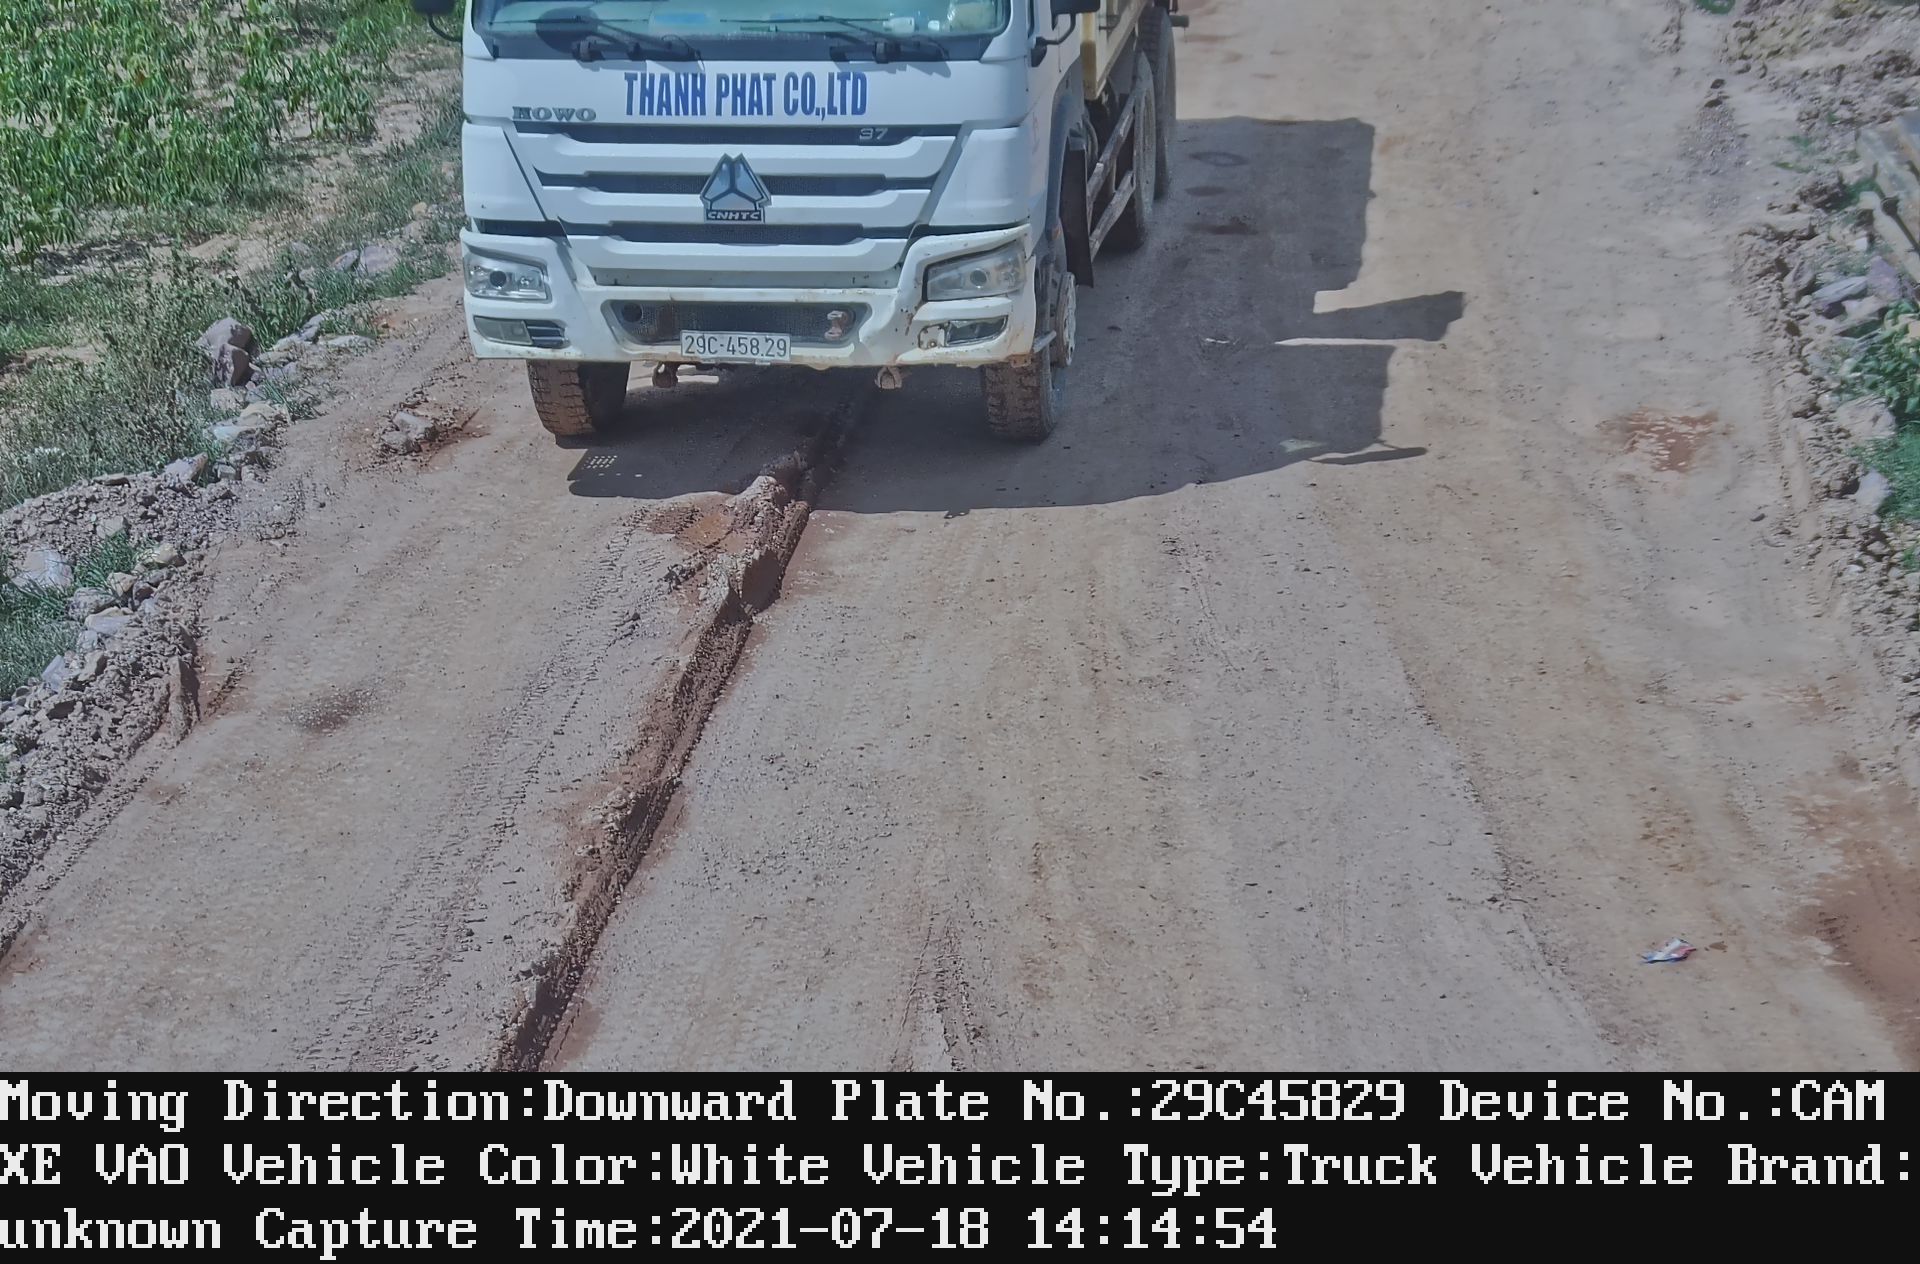 THANH PHAT CO.,LTD
HOWO
37
CNHTC
29C-458.29
Moving Direction:Downward Plate No.:29C45829 Device No.:CAM
XE VAO Vehicle Color:White Vehicle Type:Truck Vehicle Brand:
unknown Capture Time:2021-07-18 14:14:54